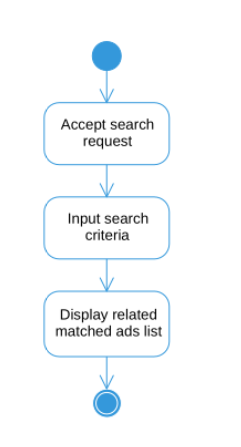 Accept search
request
Input search
criteria
Display related
matched ads list